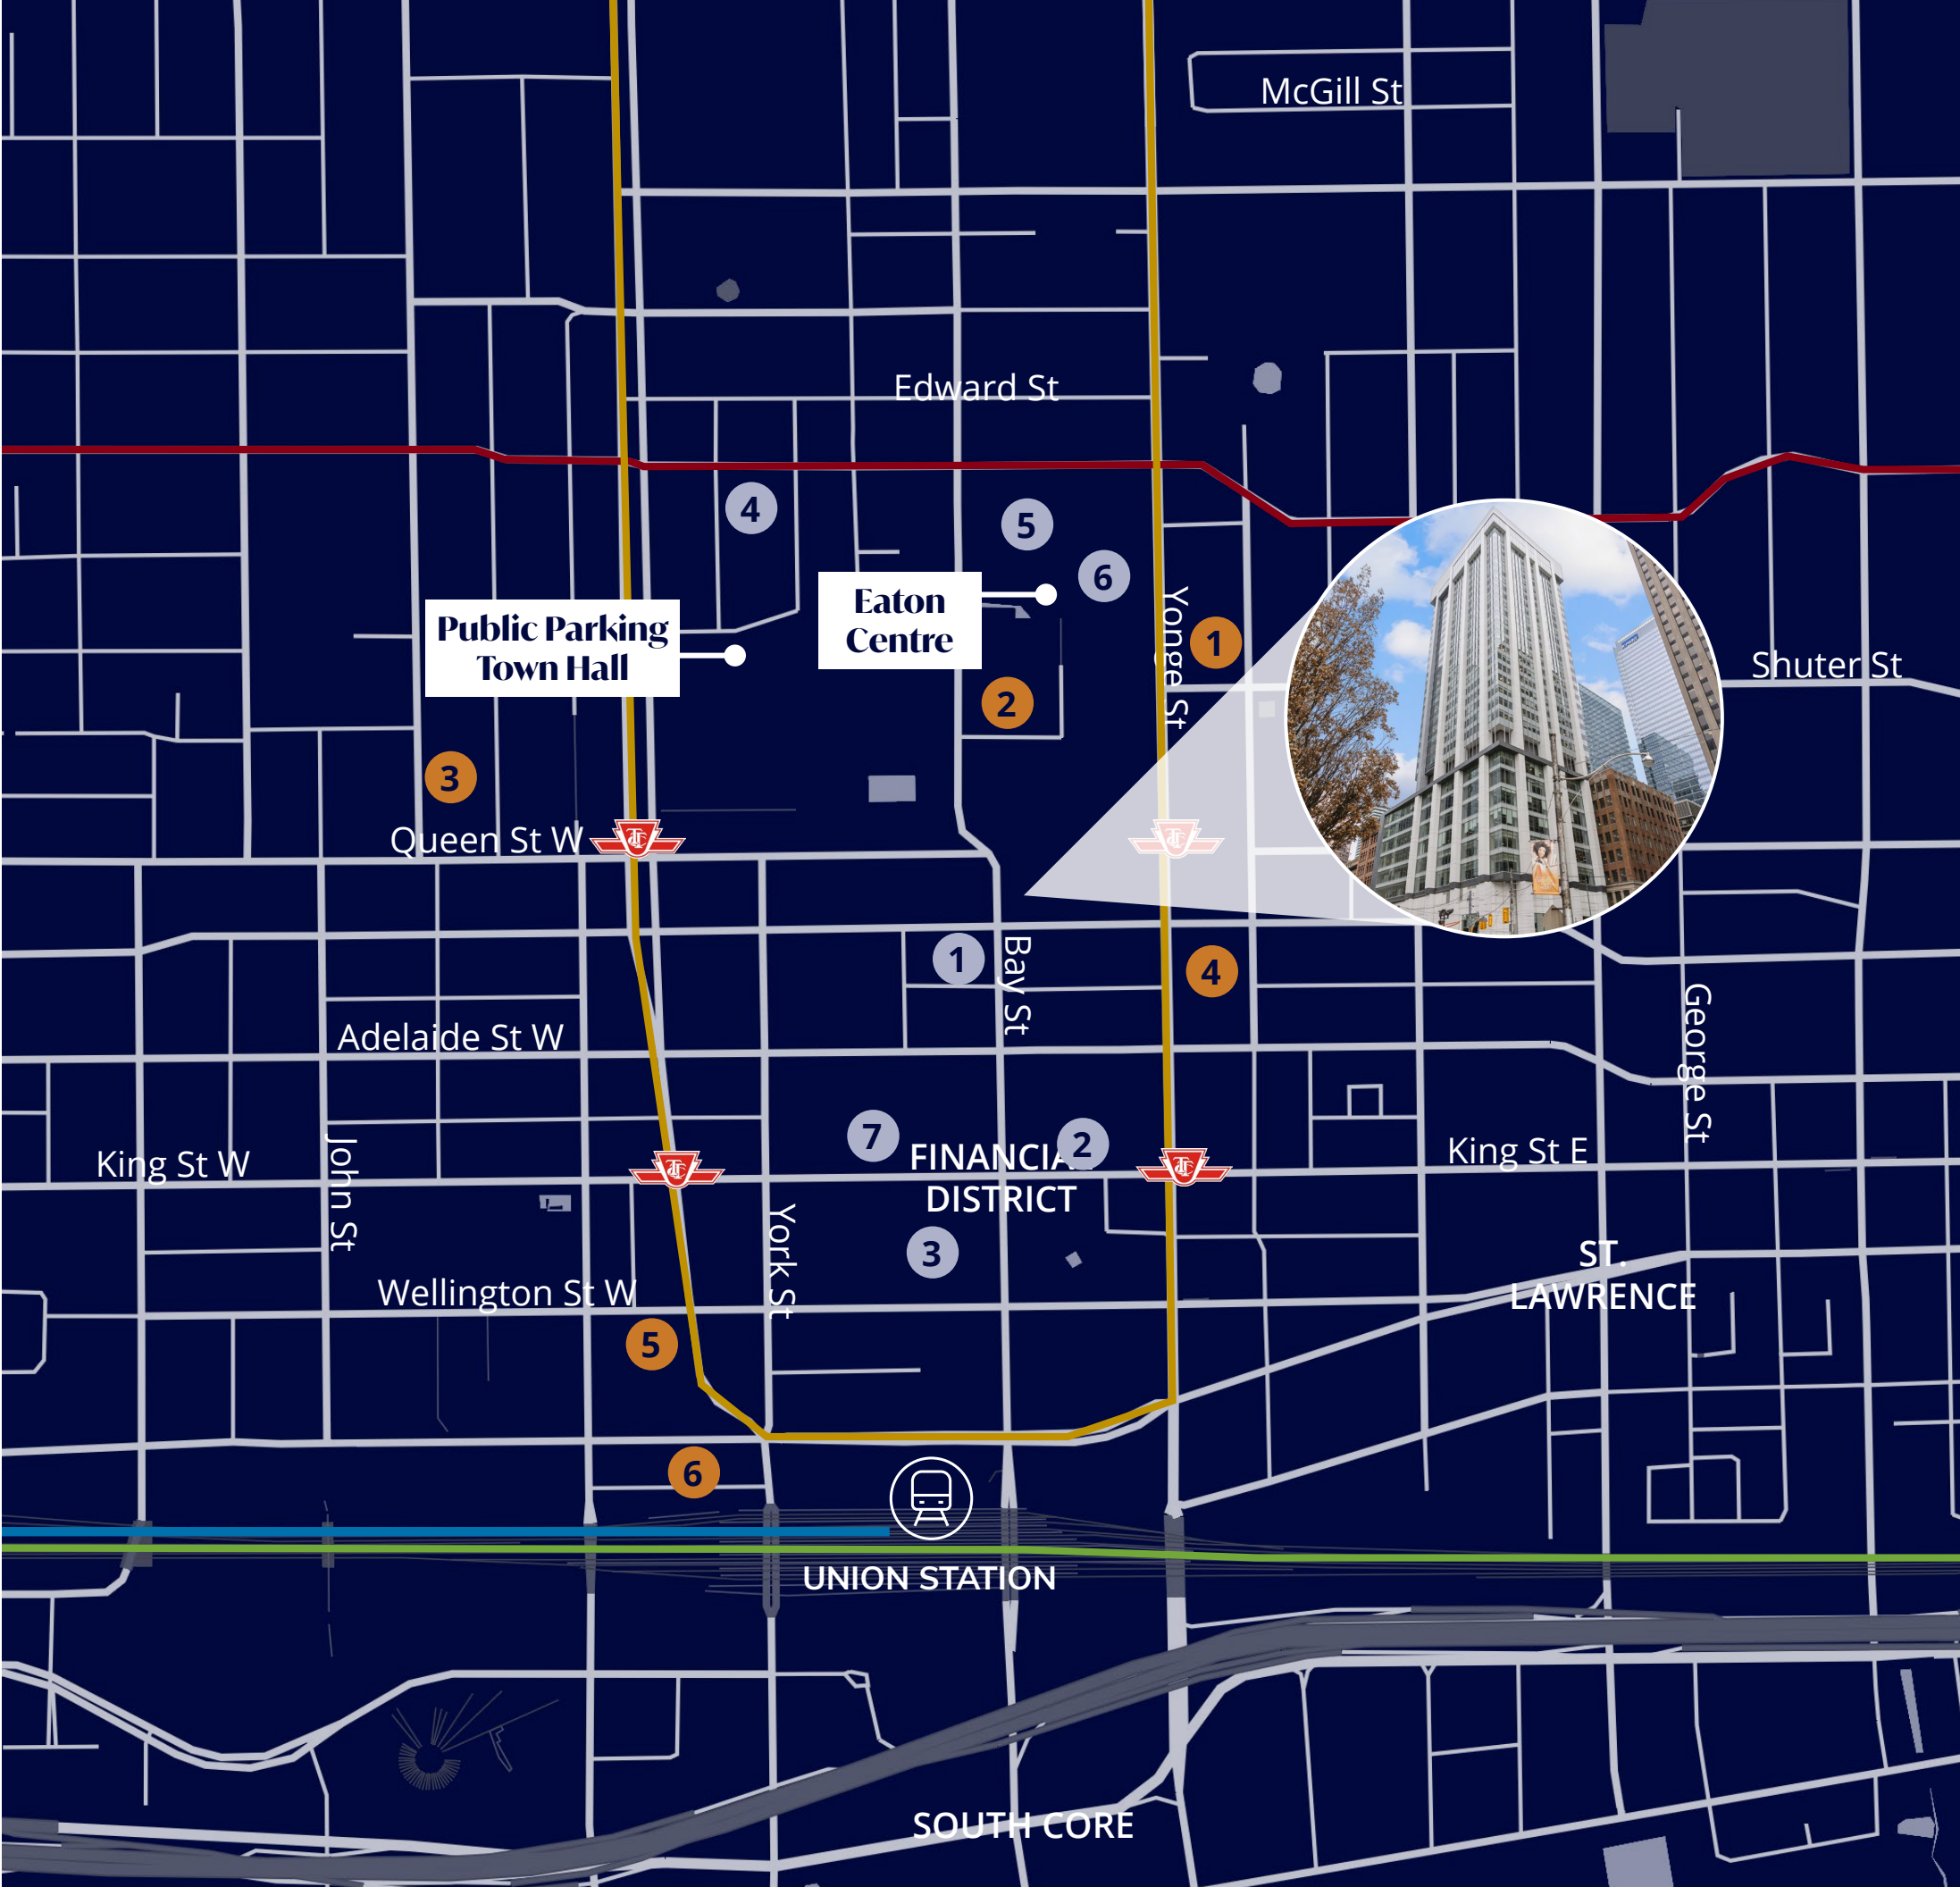 McGill St
Edward St
4
5
6
Eaton
Centre
Public Parking
Town Hall
Yonge St
1
Shuter St
2
3
Queen St W
1
Bay St
4
George St
Adelaide St W
7
2
FINANCIAL
DISTRICT
King St W
John St
King St E
York St
3
ST.
LAWRENCE
Wellington St W
5
6
UNION STATION
SOUTH CORE